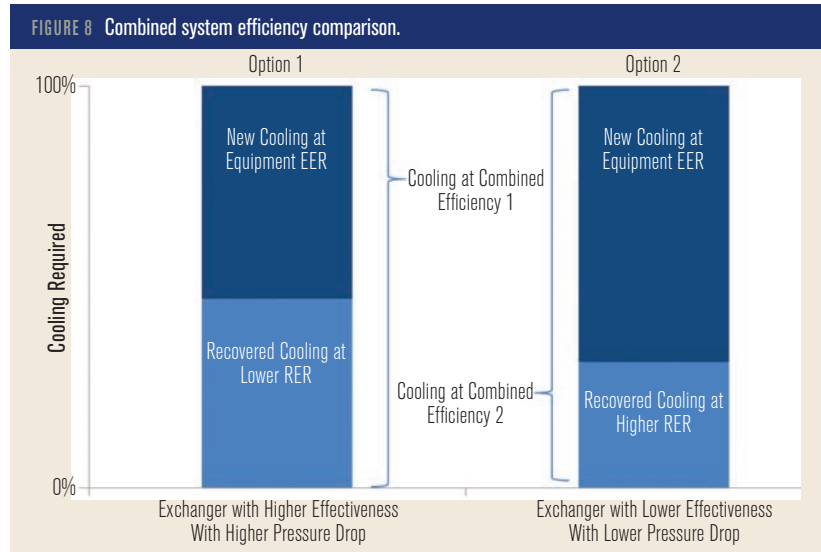 FIGURE 8 Combined system efficiency comparison.
Option 1
Option 2
100%
New Cooling at
Equipment EER
New Cooling at
Equipment EER
Cooling at Combined
Efficiency 1
Cooling Required
Recovered Cooling at
Lower RER
Cooling at Combined
Efficiency 2
Recovered Cooling at
Higher RER
0%
Exchanger with Higher Effectiveness
With Higher Pressure Drop
Exchanger with Lower Effectiveness
With Lower Pressure Drop